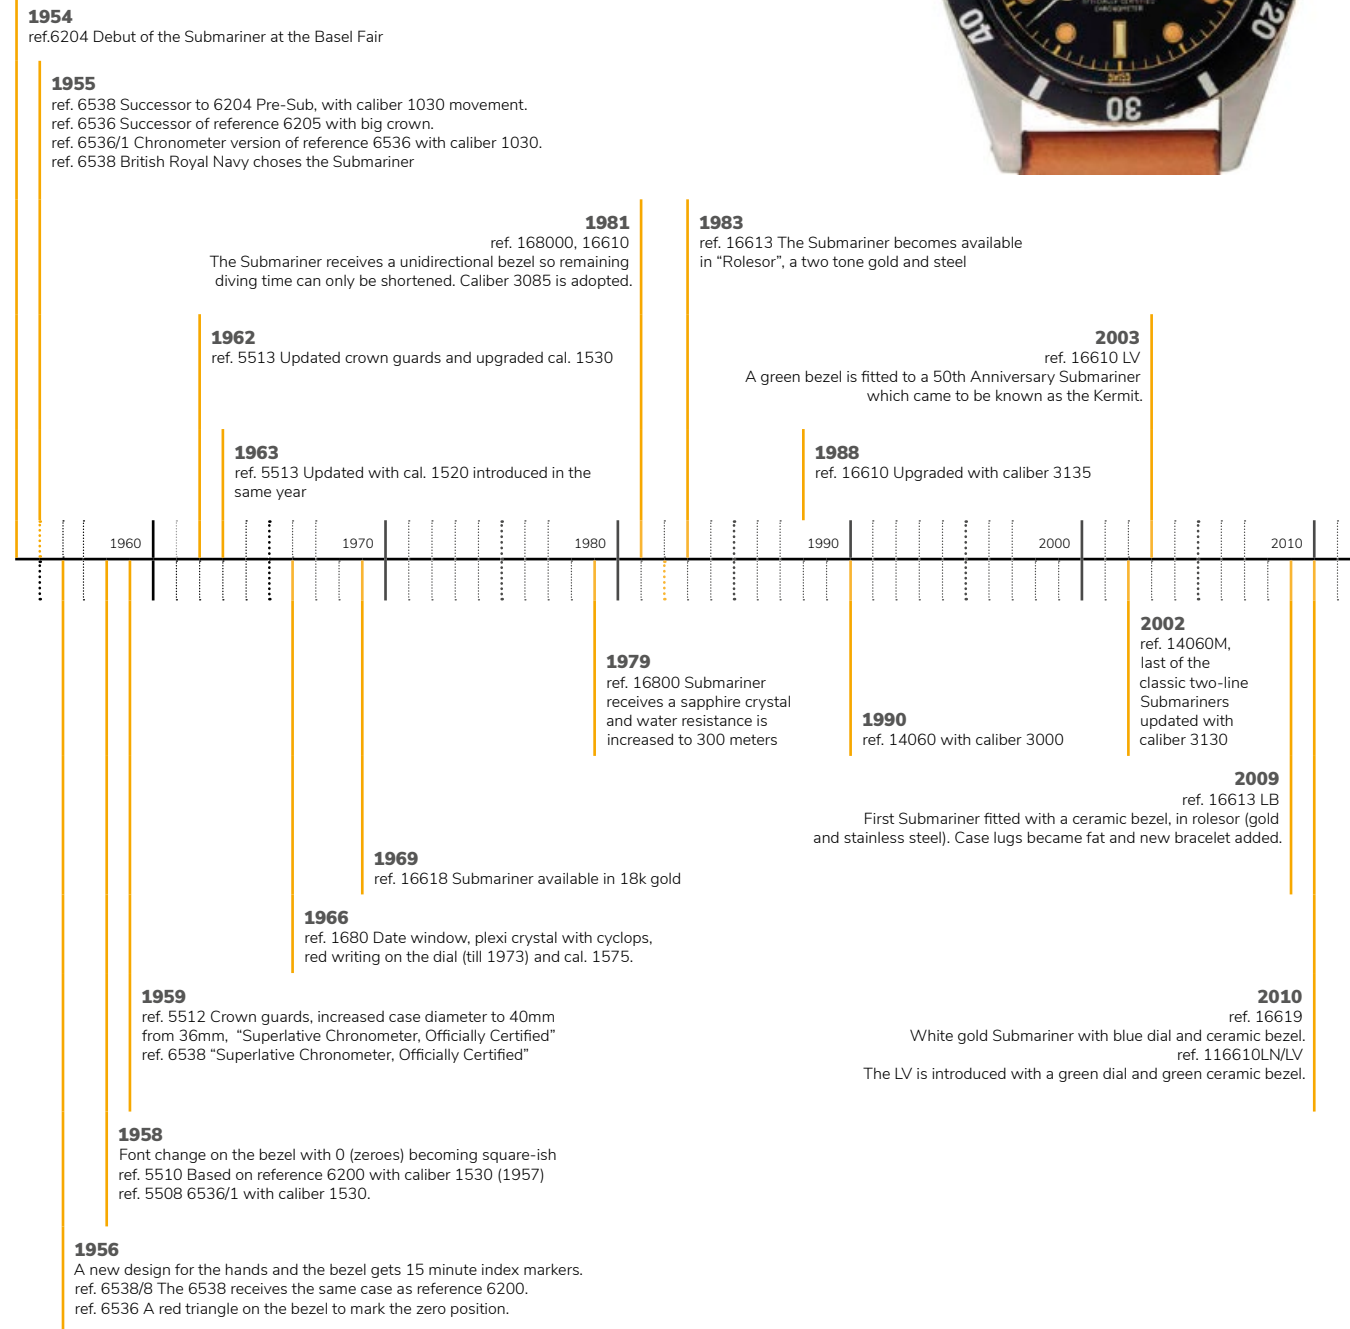 1954
ref.6204 Debut of the Submariner at the Basel Fair
1955
ref. 6538 Successor to 6204 Pre-Sub, with caliber 1030 movement.
ref. 6536 Successor of reference 6205 with big crown.
ref. 6536/1 Chronometer version of reference 6536 with caliber 1030.
ref. 6538 British Royal Navy choses the Submariner
40
20
30
OFFICIALLY CERTIFIED
CHRONOMETER
SWISS
1981
ref. 168000, 16610
The Submariner receives a unidirectional bezel so remaining
diving time can only be shortened. Caliber 3085 is adopted.
1983
ref. 16613 The Submariner becomes available
in “Rolesor”, a two tone gold and steel
1962
ref. 5513 Updated crown guards and upgraded cal. 1530
2003
ref. 16610 LV
A green bezel is fitted to a 50th Anniversary Submariner
which came to be known as the Kermit.
1963
ref. 5513 Updated with cal. 1520 introduced in the
same year
1988
ref. 16610 Upgraded with caliber 3135
1960
1970
1980
1990
2000
2010
1979
ref. 16800 Submariner
receives a sapphire crystal
and water resistance is
increased to 300 meters
1990
ref. 14060 with caliber 3000
2002
ref. 14060M,
last of the
classic two-line
Submariners
updated with
caliber 3130
2009
ref. 16613 LB
First Submariner fitted with a ceramic bezel, in rolesor (gold
and stainless steel). Case lugs became fat and new bracelet added.
1969
ref. 16618 Submariner available in 18k gold
1966
ref. 1680 Date window, plexi crystal with cyclops,
red writing on the dial (till 1973) and cal. 1575.
1959
ref. 5512 Crown guards, increased case diameter to 40mm
from 36mm, “Superlative Chronometer, Officially Certified”
ref. 6538 “Superlative Chronometer, Officially Certified”
2010
ref. 16619
White gold Submariner with blue dial and ceramic bezel.
ref. 116610LN/LV
The LV is introduced with a green dial and green ceramic bezel.
1958
Font change on the bezel with 0 (zeroes) becoming square-ish
ref. 5510 Based on reference 6200 with caliber 1530 (1957)
ref. 5508 6536/1 with caliber 1530.
1956
A new design for the hands and the bezel gets 15 minute index markers.
ref. 6538/8 The 6538 receives the same case as reference 6200.
ref. 6536 A red triangle on the bezel to mark the zero position.